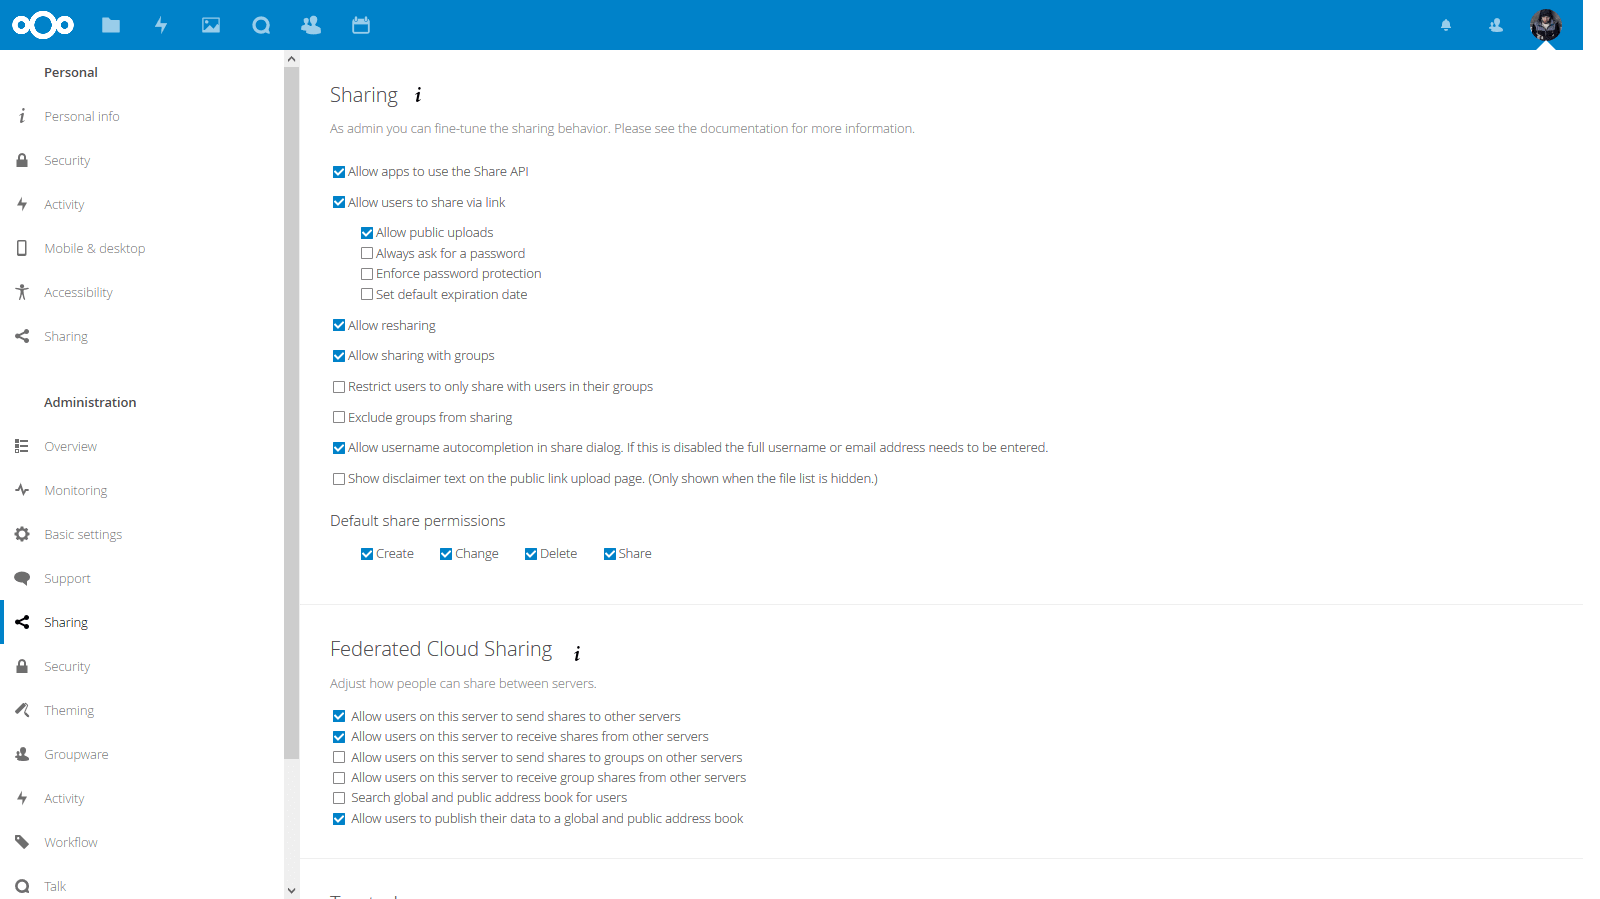 Personal
Personal info
Security
Activity
Mobile & desktop
Accessibility
Sharing
Administration
Overview
Monitoring
Basic settings
Support
Sharing
Security
Theming
Groupware
Activity
Workflow
Talk
Sharing i
As admin you can fine-tune the sharing behavior. Please see the documentation for more information.
Allow apps to use the Share API
Allow users to share via link
Allow public uploads
Always ask for a password
Enforce password protection
Set default expiration date
Allow resharing
Allow sharing with groups
Restrict users to only share with users in their groups
Exclude groups from sharing
Allow username autocompletion in share dialog. If this is disabled the full username or email address needs to be entered.
Show disclaimer text on the public link upload page. (Only shown when the file list is hidden.)
Default share permissions
Create Change Delete Share
Federated Cloud Sharing i
Adjust how people can share between servers.
Allow users on this server to send shares to other servers
Allow users on this server to receive shares from other servers
Allow users on this server to send shares to groups on other servers
Allow users on this server to receive group shares from other servers
Search global and public address book for users
Allow users to publish their data to a global and public address book